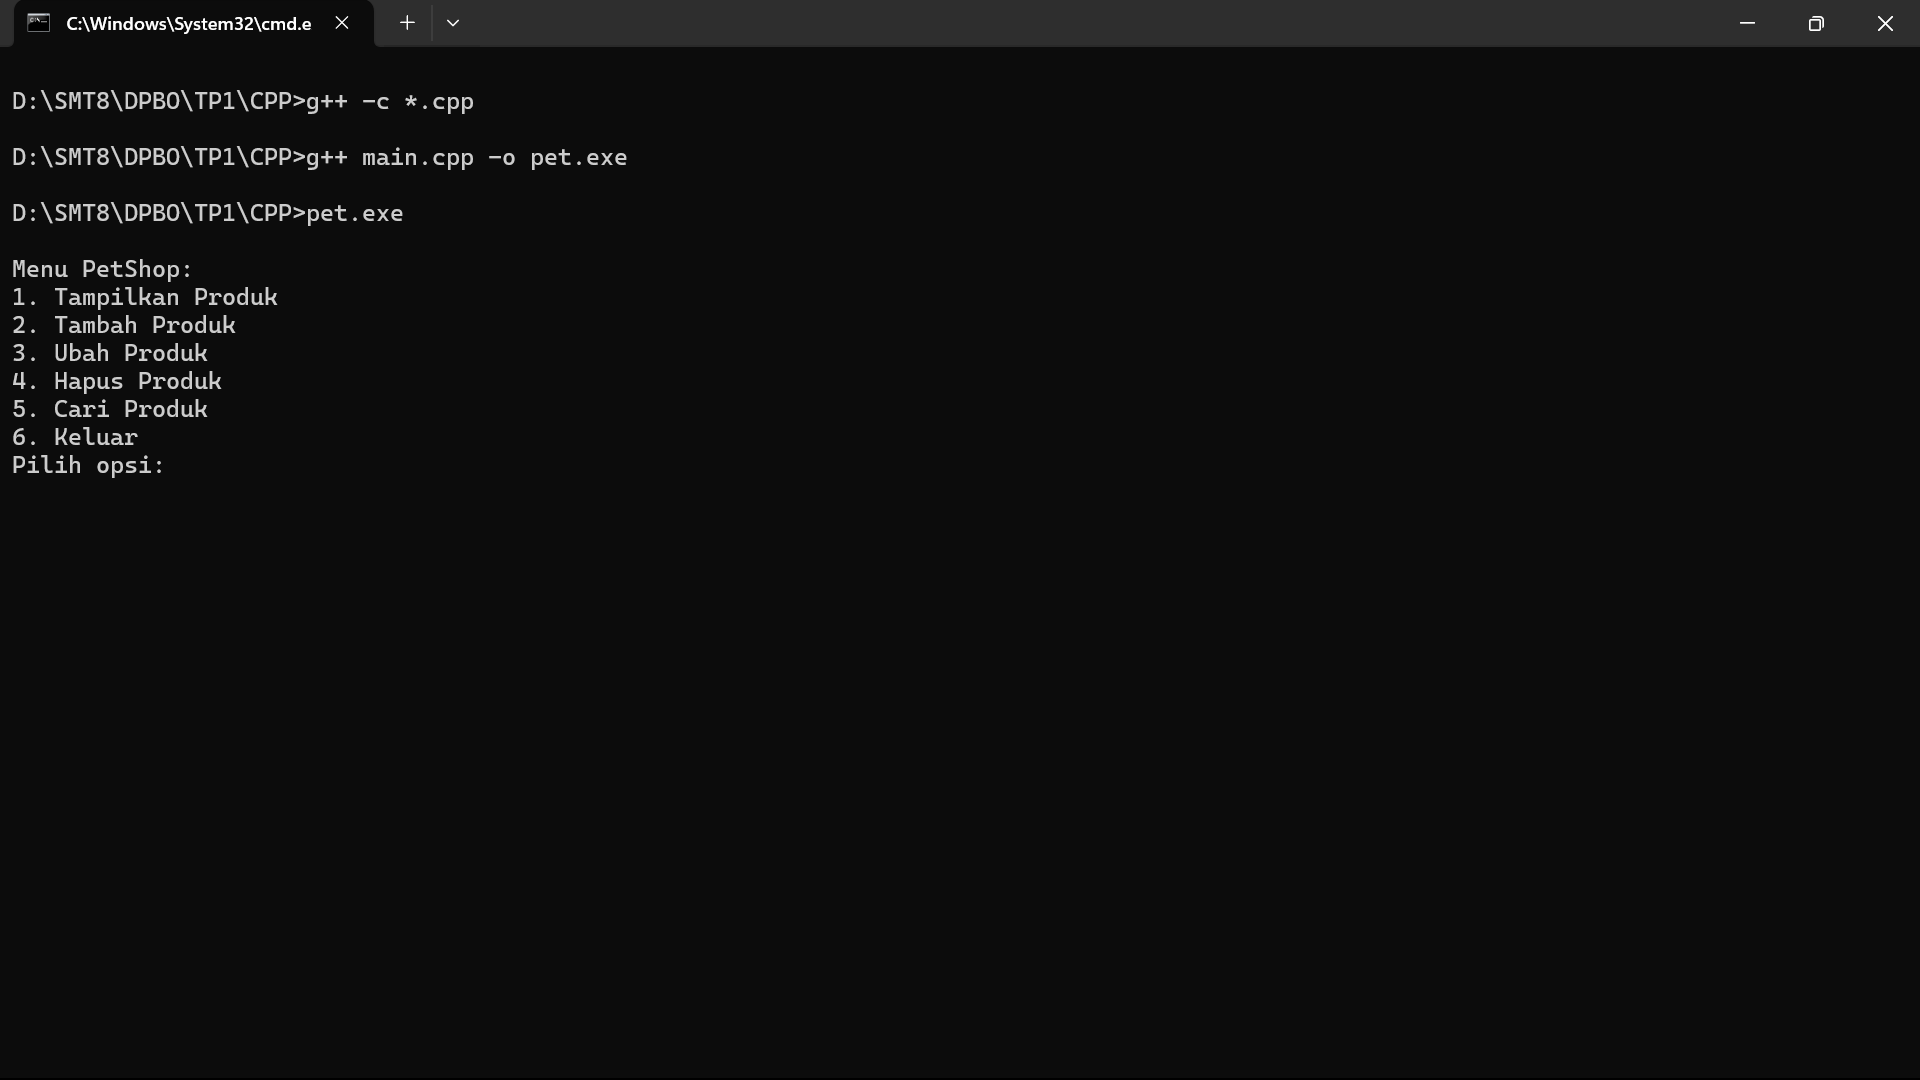 C:\Windows\System32\cmd.e
D:\SMT8\DPBO\TP1\CPP>g++ -c *.cpp
D:\SMT8\DPBO\TP1\CPP>g++ main.cpp -o pet.exe
D:\SMT8\DPBO\TP1\CPP>pet.exe
Menu PetShop:
1. Tampilkan Produk
2. Tambah Produk
3. Ubah Produk
4. Hapus Produk
5. Cari Produk
6. Keluar
Pilih opsi: